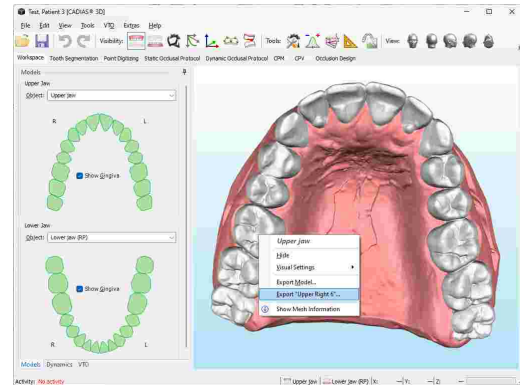 Test, Patient 3 [CADIAS® 3D]
File Edit View Tools VTO Extras Help
Visibility: Tools: View:
Workspace Tooth Segmentation Point Digitizing Static Occlusal Protocol Dynamic Occlusal Protocol CPM CPV Occlusion Design
Models
Upper Jaw
Object: Upper Jaw
R L
Show Gingiva
Lower Jaw
Object: Lower Jaw (RP)
Show Gingiva
R L
Upper Jaw
Hide
Visual Settings
Export Model...
Export "Upper Right 6"...
Show Mesh Information
Models Dynamics VTO
Activity: No activity
Upper Jaw Lower Jaw (RP) X: — Y: — Z: —